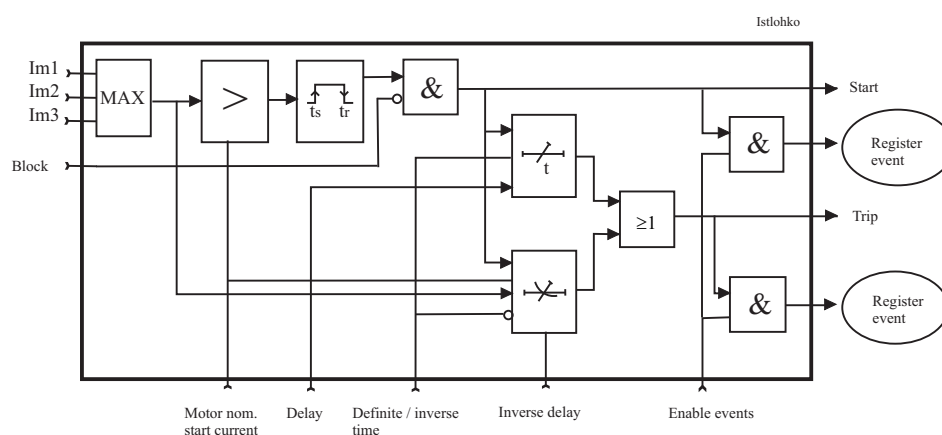 Istlohko
Im1
Im2
Im3
MAX
>
ts
tr
&
Start
Block
&
Register
event
t
≥1
Trip
&
Register
event
Motor nom.
start current
Delay
Definite / inverse
time
Inverse delay
Enable events